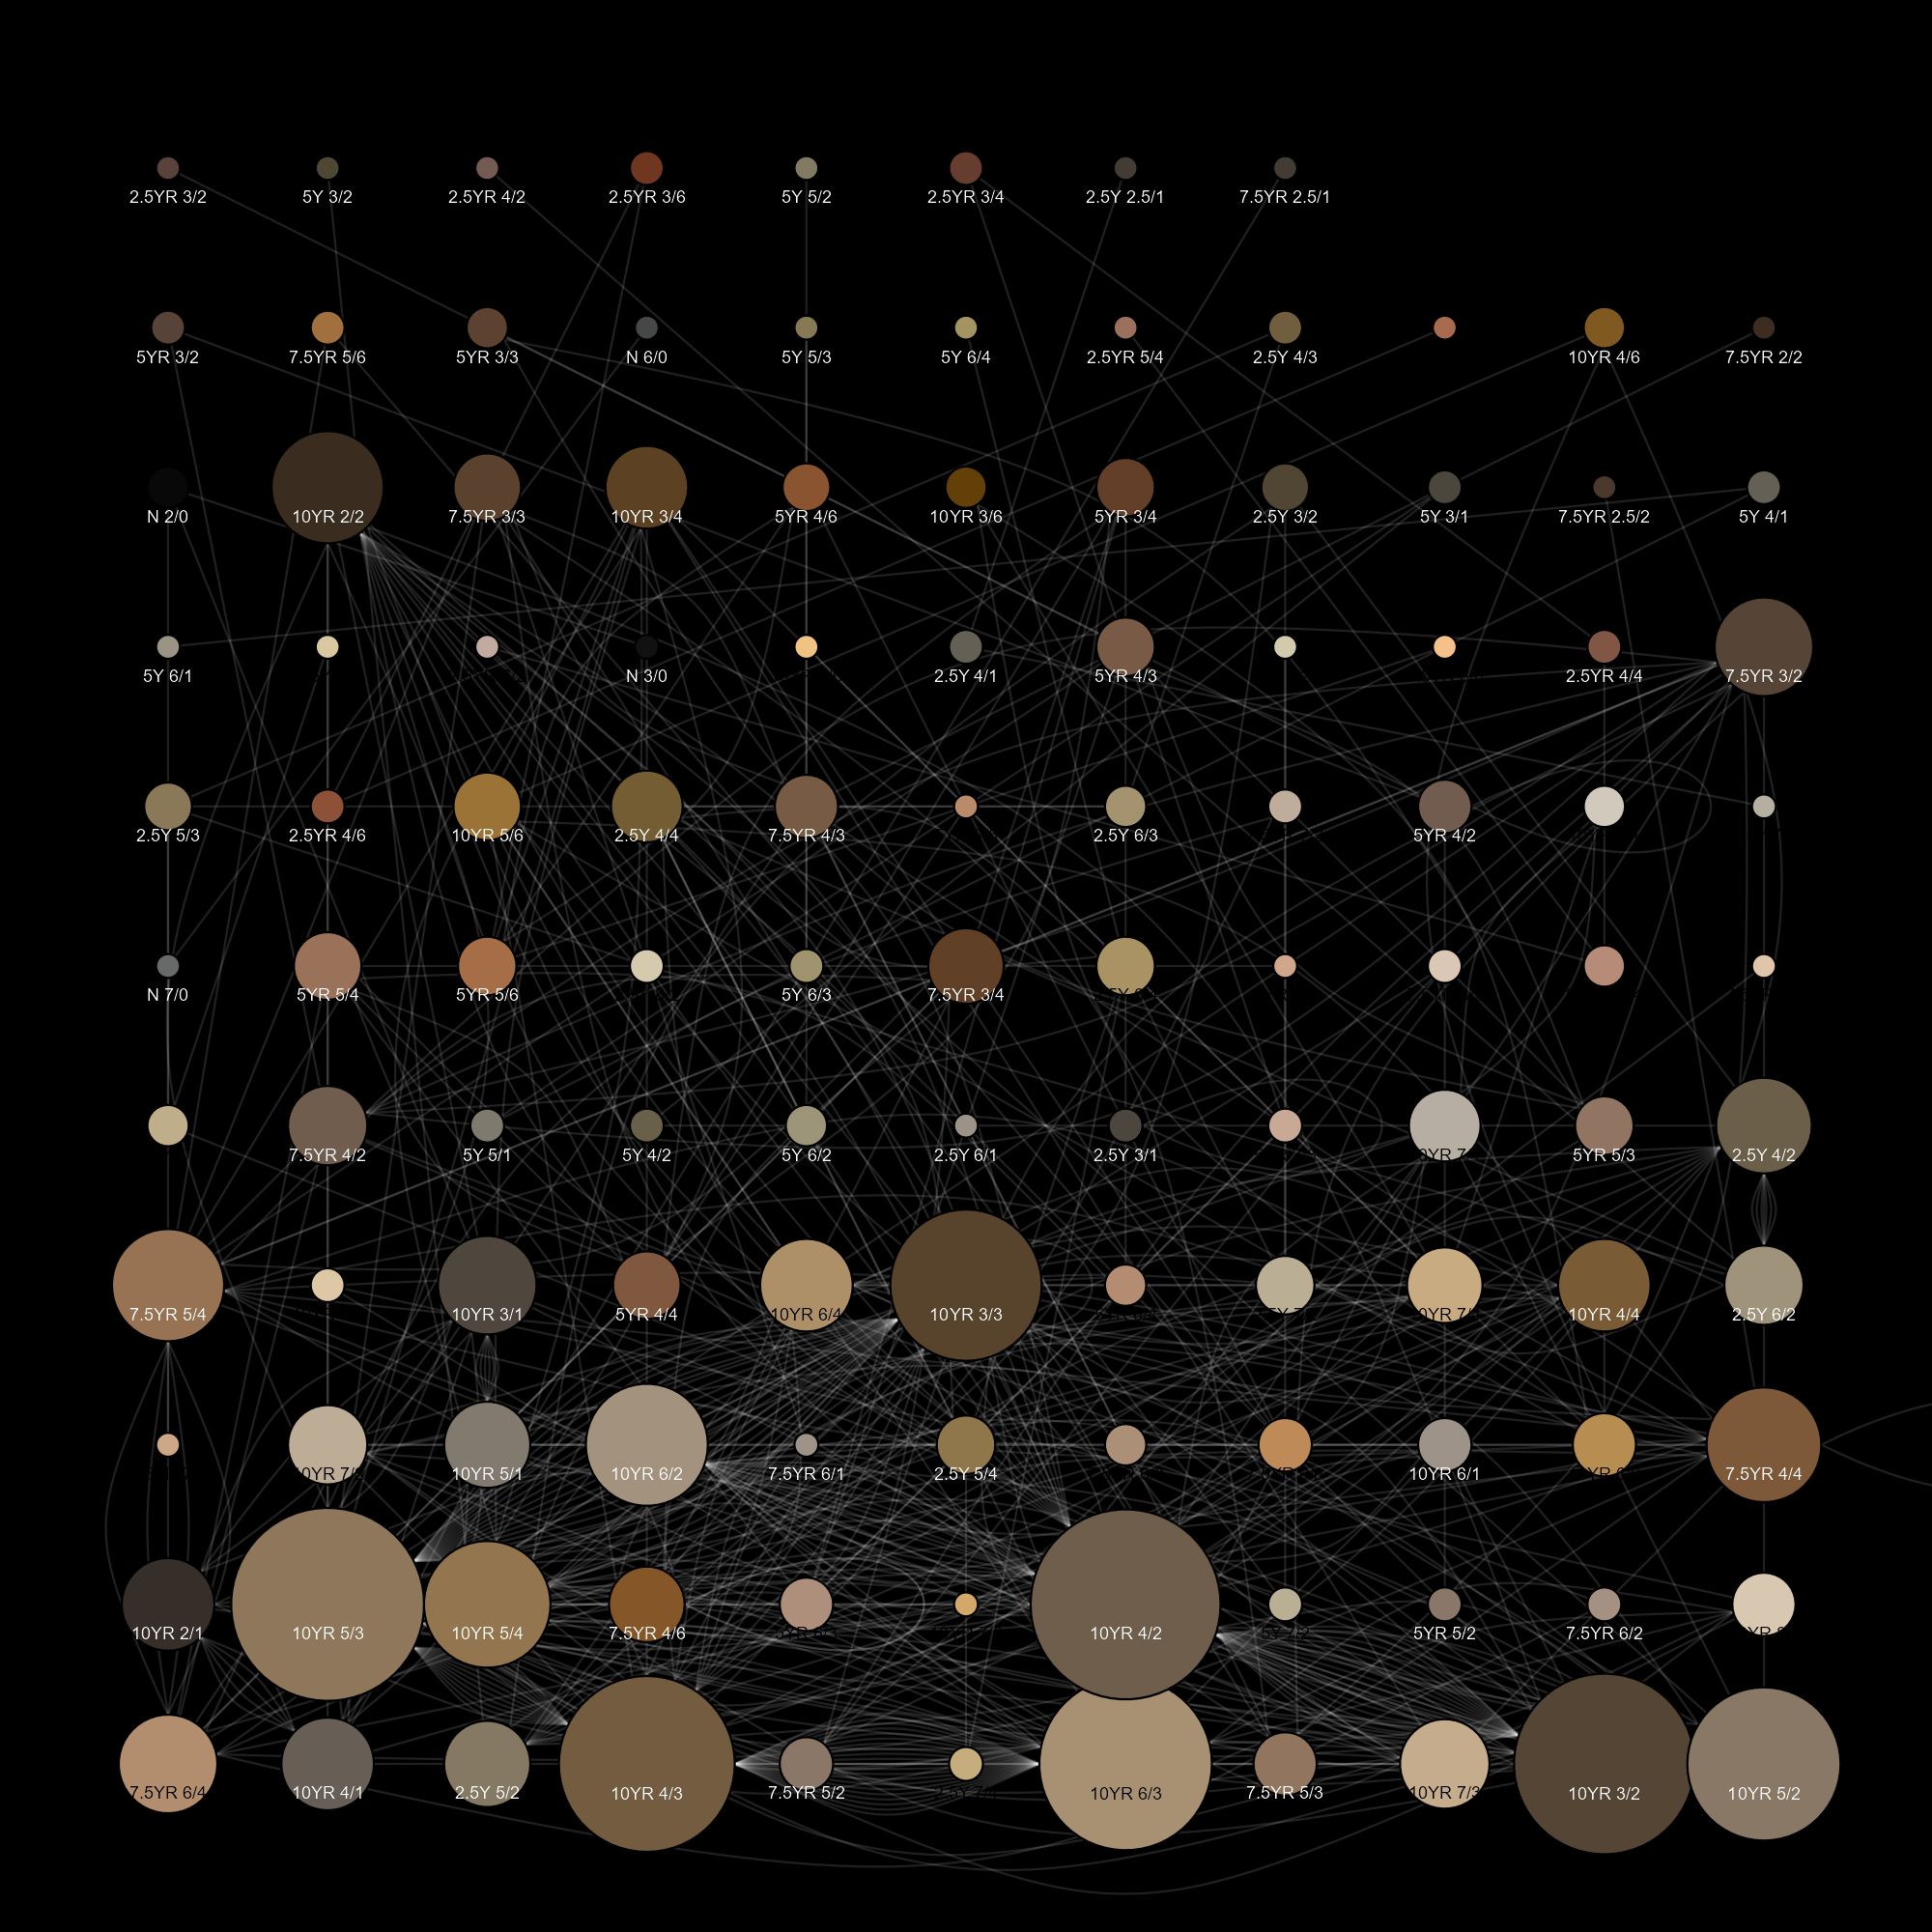 2.5YR 3/2
5Y 3/2
2.5YR 4/2
2.5YR 3/6
5Y 5/2
2.5YR 3/4
2.5Y 2.5/1
7.5YR 2.5/1
5YR 3/2
7.5YR 5/6
5YR 3/3
N 6/0
5Y 5/3
5Y 6/4
2.5YR 5/4
2.5Y 4/3
10YR 4/6
7.5YR 2/2
N 2/0
10YR 2/2
7.5YR 3/3
10YR 3/4
5YR 4/6
10YR 3/6
5YR 3/4
2.5Y 3/2
5Y 3/1
7.5YR 2.5/2
5Y 4/1
5Y 6/1
N 3/0
2.5Y 4/1
5YR 4/3
2.5YR 4/4
7.5YR 3/2
2.5Y 5/3
2.5YR 4/6
10YR 5/6
2.5Y 4/4
7.5YR 4/3
2.5Y 6/3
5YR 4/2
N 7/0
5YR 5/4
5YR 5/6
5Y 6/3
7.5YR 3/4
7.5YR 4/2
5Y 5/1
5Y 4/2
5Y 6/2
2.5Y 6/1
2.5Y 3/1
5YR 5/3
2.5Y 4/2
7.5YR 5/4
10YR 3/1
5YR 4/4
10YR 6/4
10YR 3/3
10YR 4/4
2.5Y 6/2
10YR 5/1
10YR 6/2
7.5YR 6/1
2.5Y 5/4
10YR 6/1
7.5YR 4/4
10YR 2/1
10YR 5/3
10YR 5/4
7.5YR 4/6
10YR 4/2
5YR 5/2
7.5YR 6/2
7.5YR 6/4
10YR 4/1
2.5Y 5/2
10YR 4/3
7.5YR 5/2
10YR 6/3
7.5YR 5/3
10YR 7/3
10YR 3/2
10YR 5/2